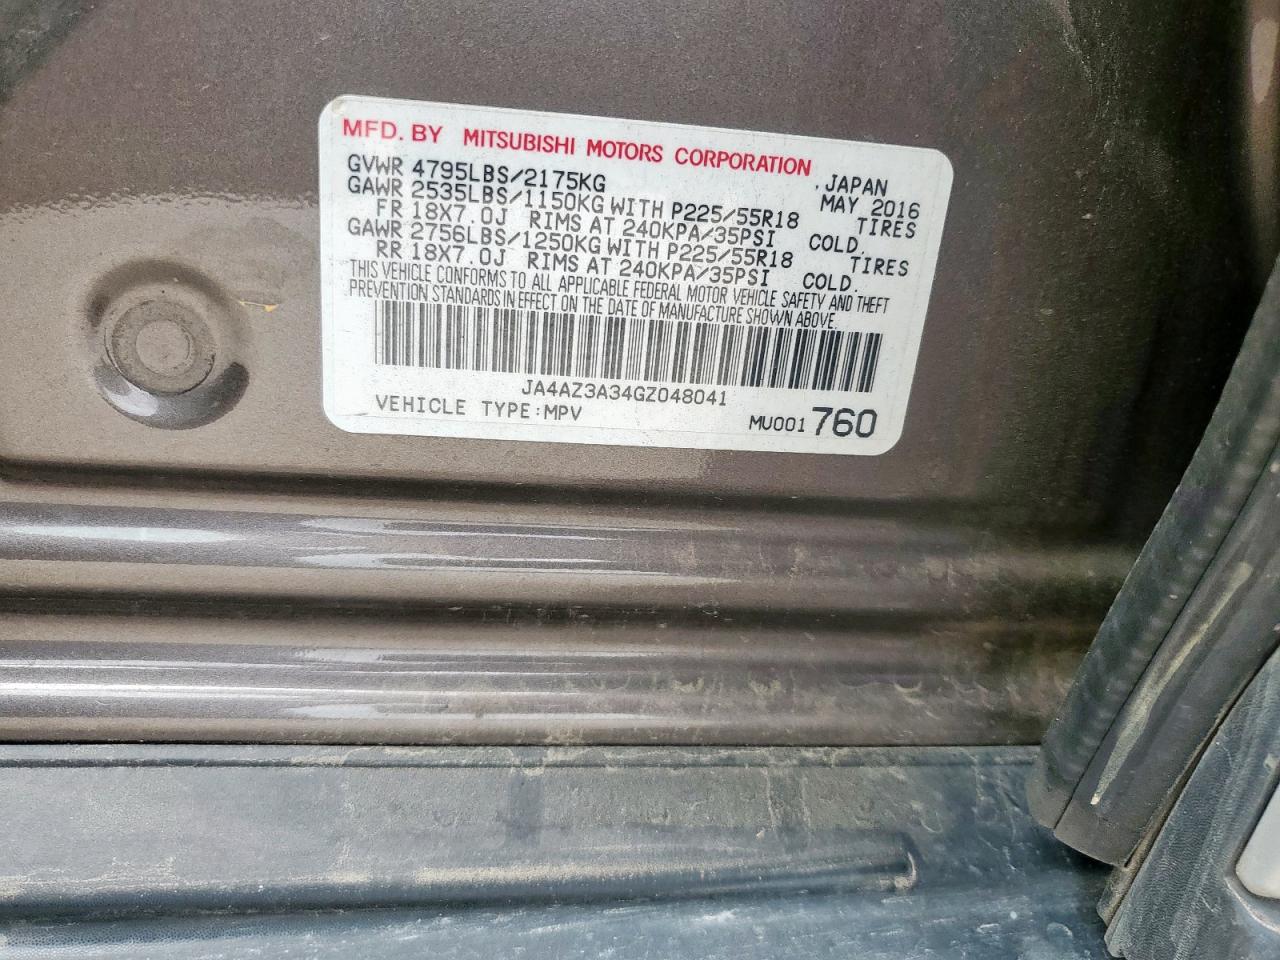 MFD. BY MITSUBISHI MOTORS CORPORATION, JAPAN
GVWR 4795LBS/2175KG MAY 2016
GAWR 2535LBS/1150KG WITH P225/55R18 TIRES
FR 18X7.0J RIMS AT 240KPA/35PSI COLD.
GAWR 2756LBS/1250KG WITH P225/55R18 TIRES
RR 18X7.0J RIMS AT 240KPA/35PSI COLD.
THIS VEHICLE CONFORMS TO ALL APPLICABLE FEDERAL MOTOR VEHICLE SAFETY AND THEFT
PREVENTION STANDARDS IN EFFECT ON THE DATE OF MANUFACTURE SHOWN ABOVE.
JA4AZ3A34GZ048041
VEHICLE TYPE:MPV MU001760